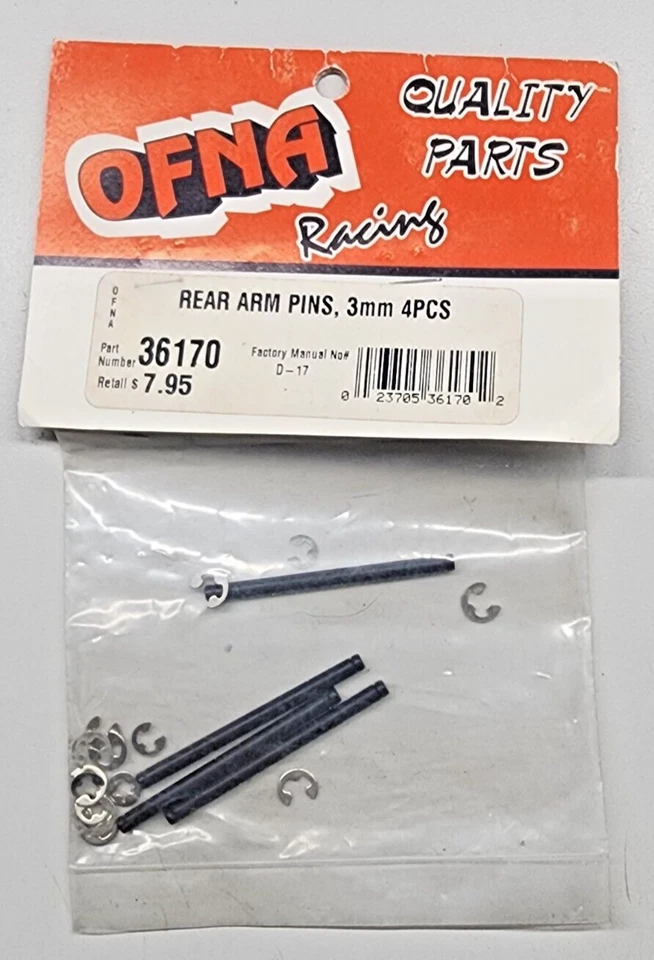 OFNA
Racing
QUALITY
PARTS
OFNA
REAR ARM PINS, 3mm 4PCS
Part
Number 36170
Retail $ 7.95
Factory Manual No#
D-17
0 23705 36170 2